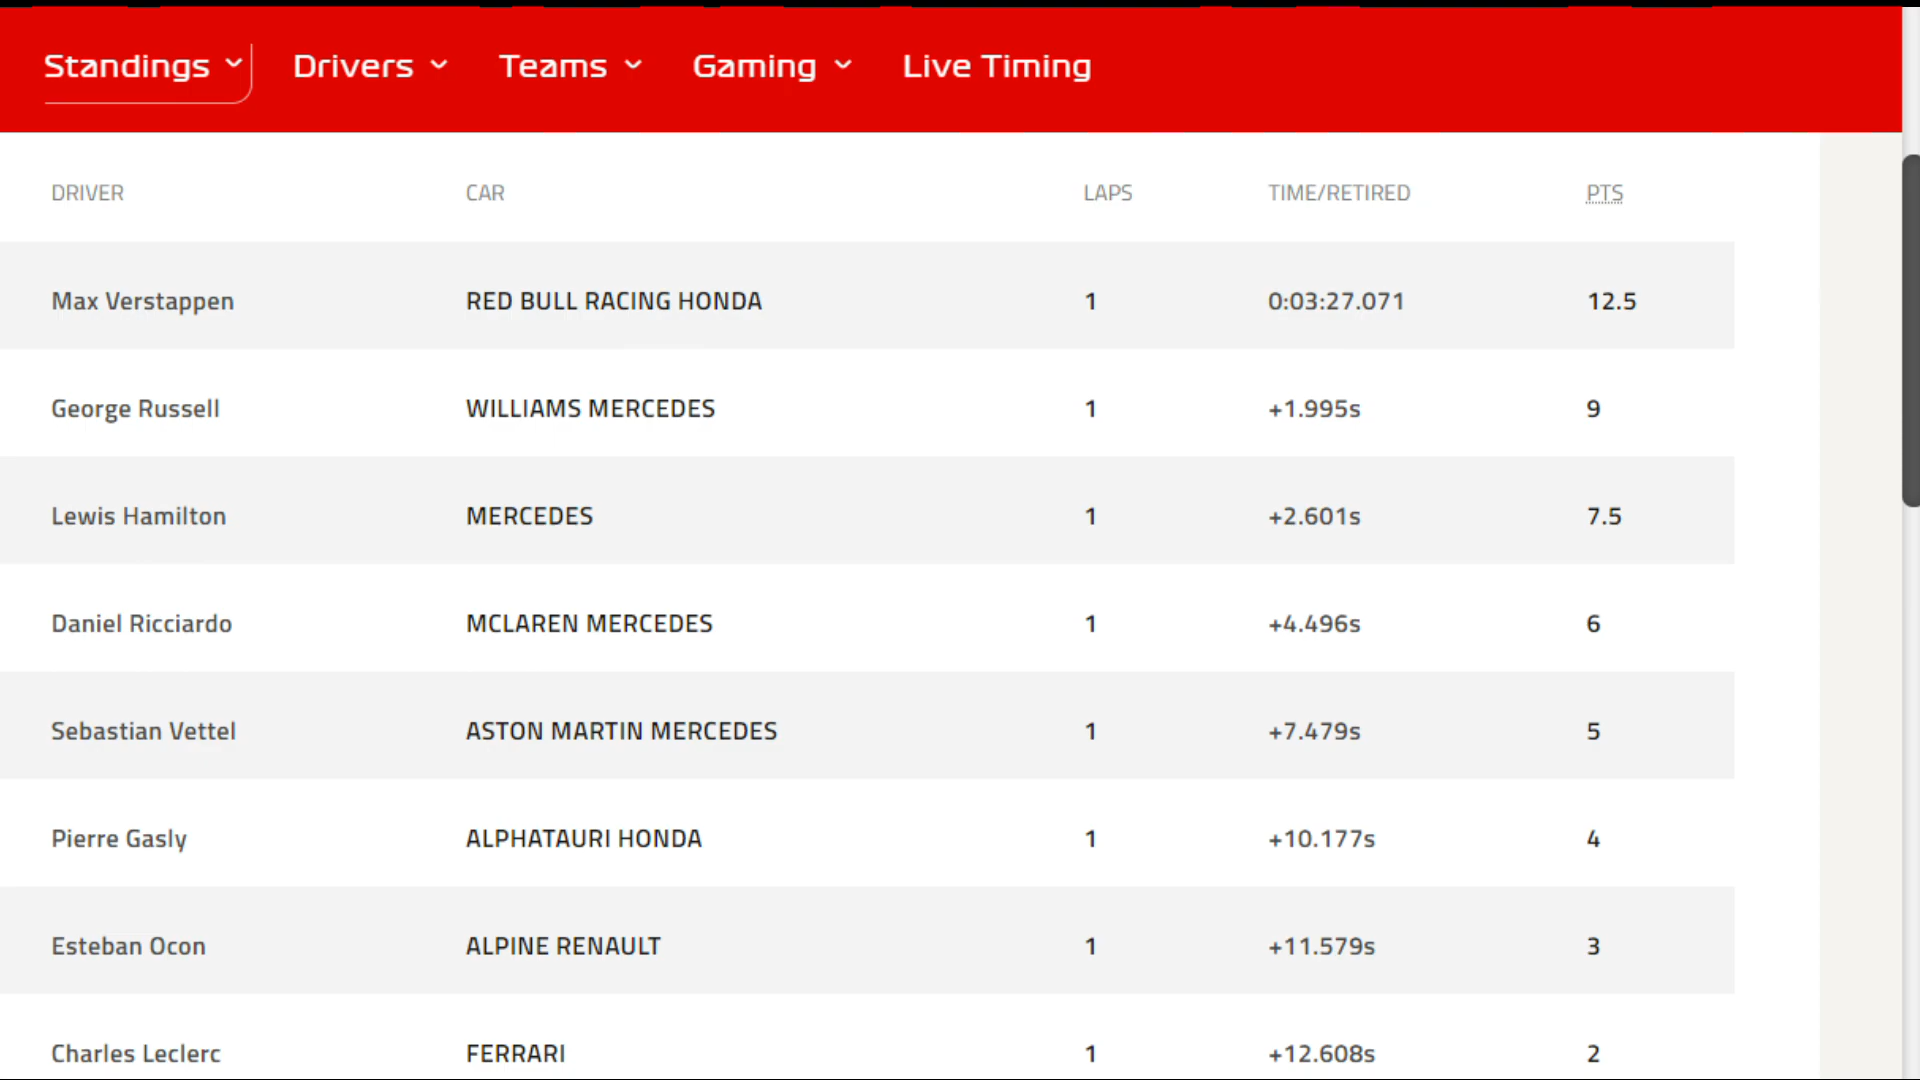 Standings Drivers Teams Gaming Live Timing
DRIVER CAR LAPS TIME/RETIRED PTS
Max Verstappen RED BULL RACING HONDA 1 0:03:27.071 12.5
George Russell WILLIAMS MERCEDES 1 +1.995s 9
Lewis Hamilton MERCEDES 1 +2.601s 7.5
Daniel Ricciardo MCLAREN MERCEDES 1 +4.496s 6
Sebastian Vettel ASTON MARTIN MERCEDES 1 +7.479s 5
Pierre Gasly ALPHATAURI HONDA 1 +10.177s 4
Esteban Ocon ALPINE RENAULT 1 +11.579s 3
Charles Leclerc FERRARI 1 +12.608s 2